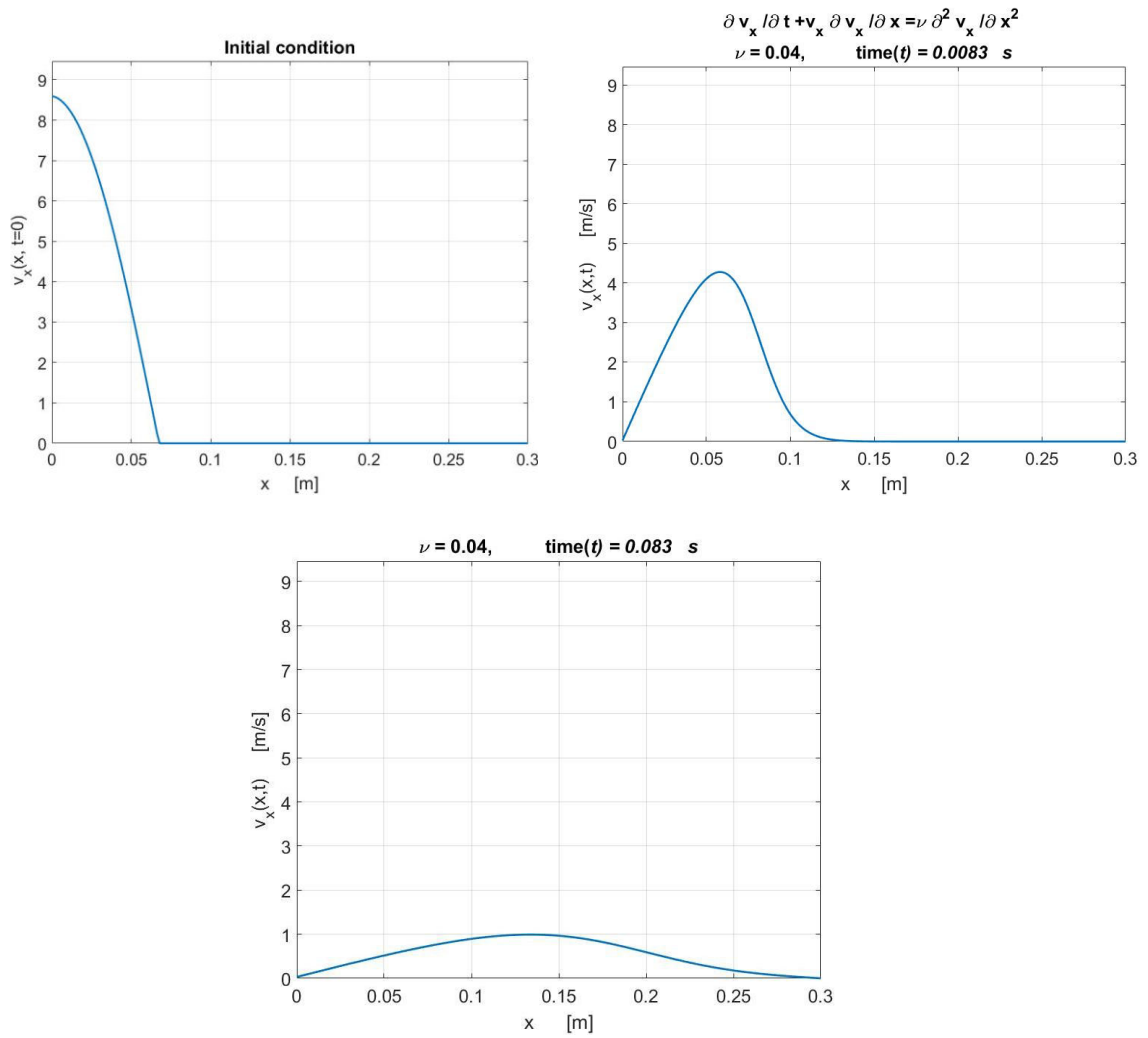 Initial condition
9
8
7
6
5
4
3
2
1
0
v_x(x, t=0)
0 0.05 0.1 0.15 0.2 0.25 0.3
x [m]
∂ v_x /∂ t +v_x ∂ v_x /∂ x =ν ∂² v_x /∂ x²
ν = 0.04, time(t) = 0.0083 s
9
8
7
6
5
4
3
2
1
0
v_x(x,t) [m/s]
0 0.05 0.1 0.15 0.2 0.25 0.3
x [m]
ν = 0.04, time(t) = 0.083 s
9
8
7
6
5
4
3
2
1
0
v_x(x,t) [m/s]
0 0.05 0.1 0.15 0.2 0.25 0.3
x [m]